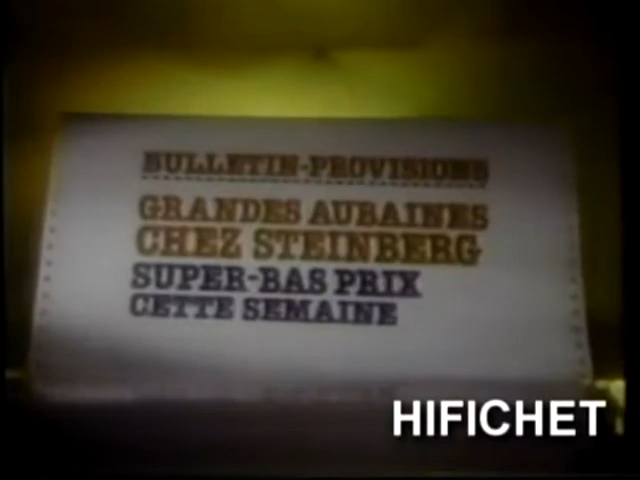 BULLETIN-PROVISIONS
GRANDES AUBAINES
CHEZ STEINBERG
SUPER-BAS PRIX
CETTE SEMAINE
HIFICHET